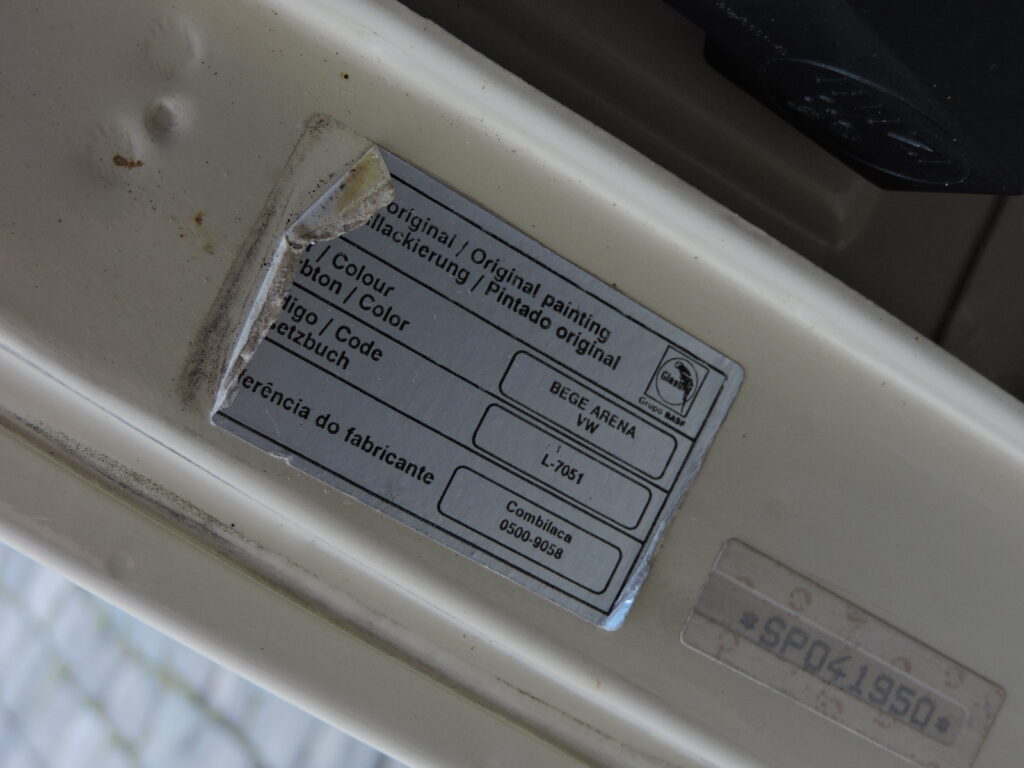 original / Original painting
llackierung / Pintado original
/ Colour
bton / Color
BEGE ARENA
VW
digo / Code
setzbuch
L-7051
ferência do fabricante
Combilaca
0500-9058
Glasurit
Grupo BASF
*SP041950*